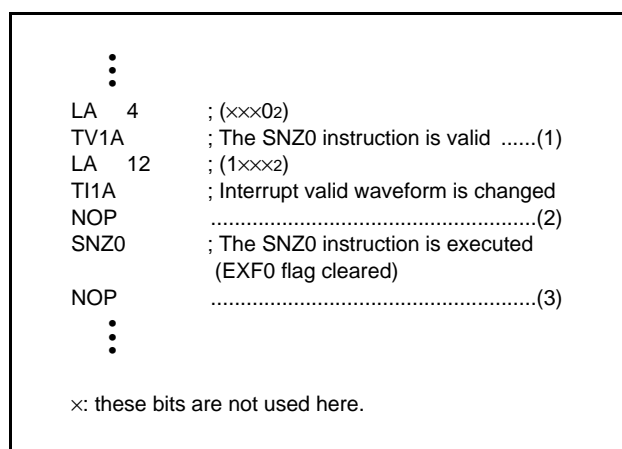 LA 4 ; (×××0₂)
TV1A ; The SNZ0 instruction is valid ......(1)
LA 12 ; (1×××₂)
TI1A ; Interrupt valid waveform is changed
NOP ......................................................(2)
SNZ0 ; The SNZ0 instruction is executed
(EXF0 flag cleared)
NOP ......................................................(3)
×: these bits are not used here.